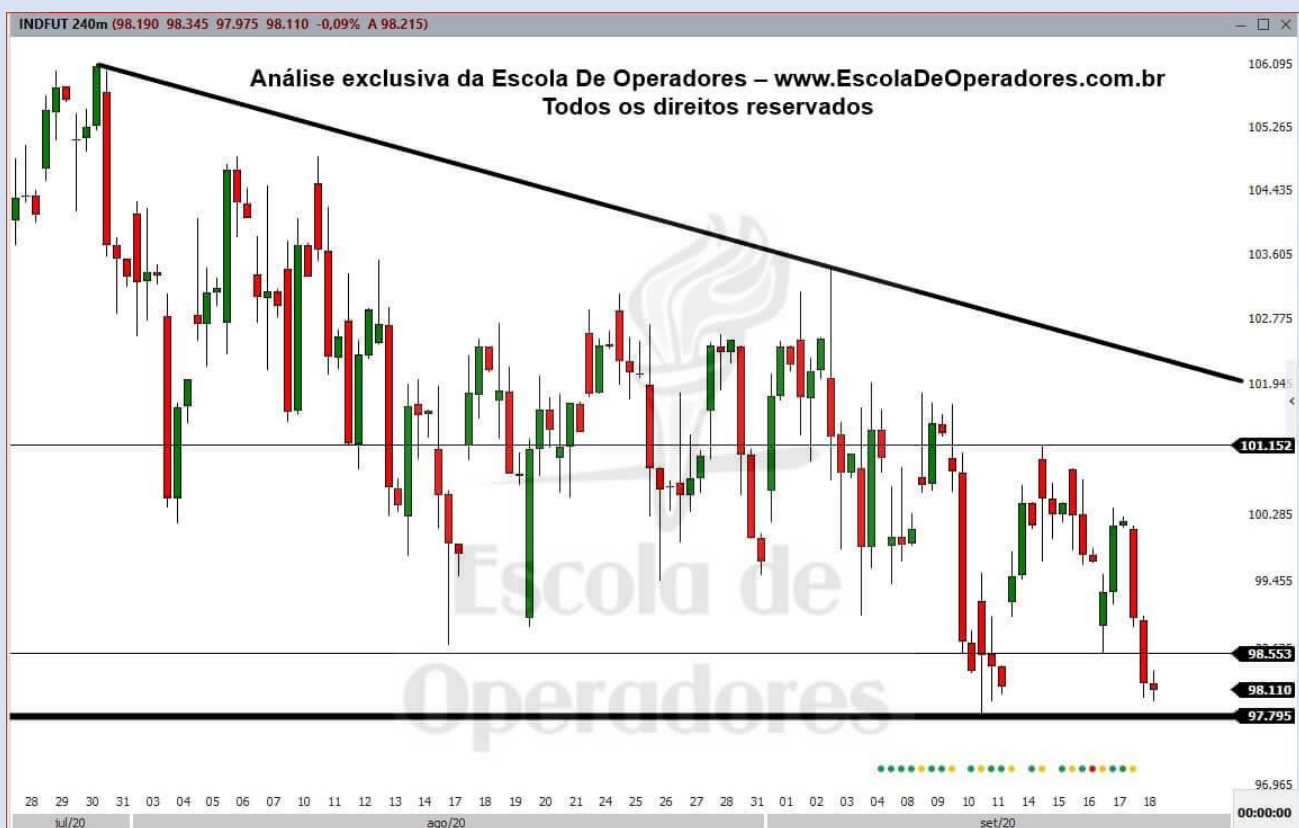 INDFUT 240m (98.190 98.345 97.975 98.110 -0,09% A 98.215)
Análise exclusiva da Escola De Operadores – www.EscolaDeOperadores.com.br
Todos os direitos reservados
106.095
105.265
104.435
103.605
102.775
101.945
101.152
100.285
99.455
98.553
98.110
97.795
96.965
Escola de
Operadores
28 29 30 31 03 04 05 06 07 10 11 12 13 14 17 18 19 20 21 24 25 26 27 28 31 01 02 03 04 08 09 10 11 14 15 16 17 18
jul/20 ago/20 set/20
00:00:00